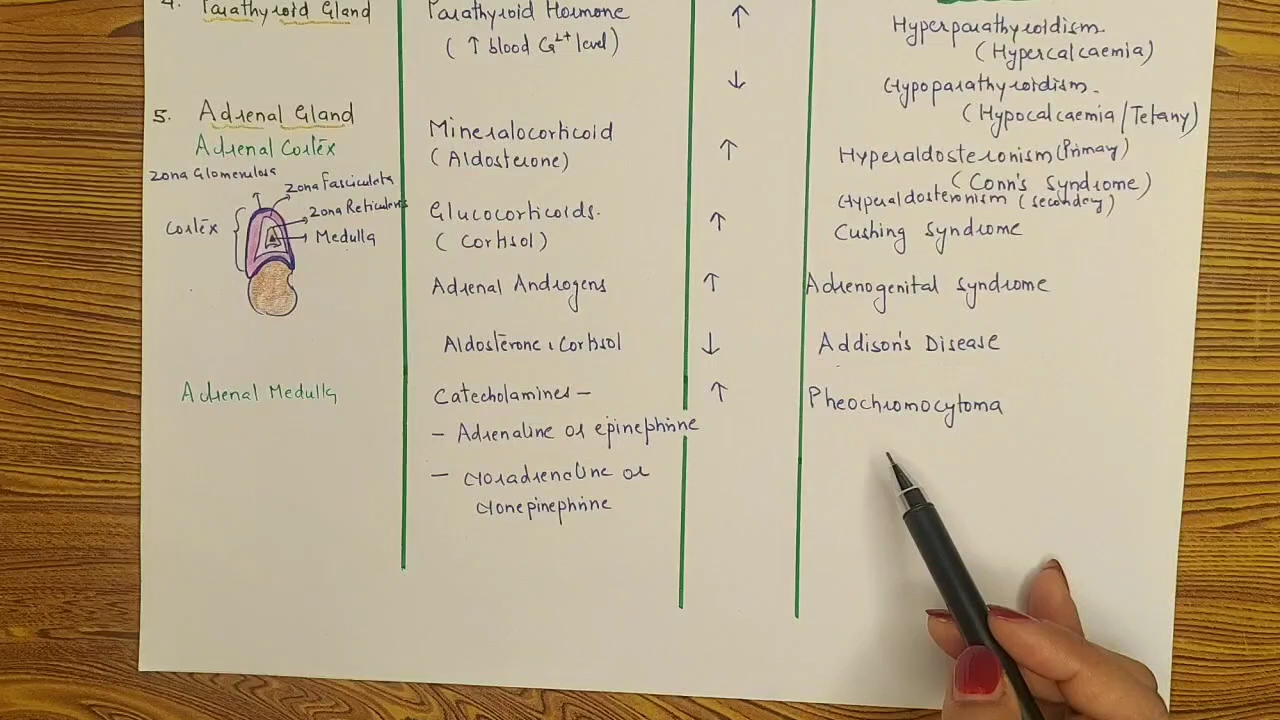 4. Parathyroid Gland
Parathyroid Hormone
(↑ blood Ca²⁺ level)
↑
Hyperparathyroidism.
(Hypercalcaemia)
↓
Hypoparathyroidism.
(Hypocalcaemia/Tetany)
5. Adrenal Gland
Adrenal Cortex
Zona Glomerulosa
Zona Fasciculata
Zona Reticularis
Cortex
Medulla
Mineralocorticoid
(Aldosterone)
↑
Hyperaldosteronism (Primary)
(Conn's Syndrome)
Hyperaldosteronism (secondary)
Glucocorticoids.
(Cortisol)
↑
Cushing Syndrome
Adrenal Androgens
↑
Adrenogenital Syndrome
Aldosterone, Cortisol
↓
Addison's Disease
Adrenal Medulla
Catecholamines –
↑
Pheochromocytoma
– Adrenaline or epinephrine
– Noradrenaline or
Norepinephrine